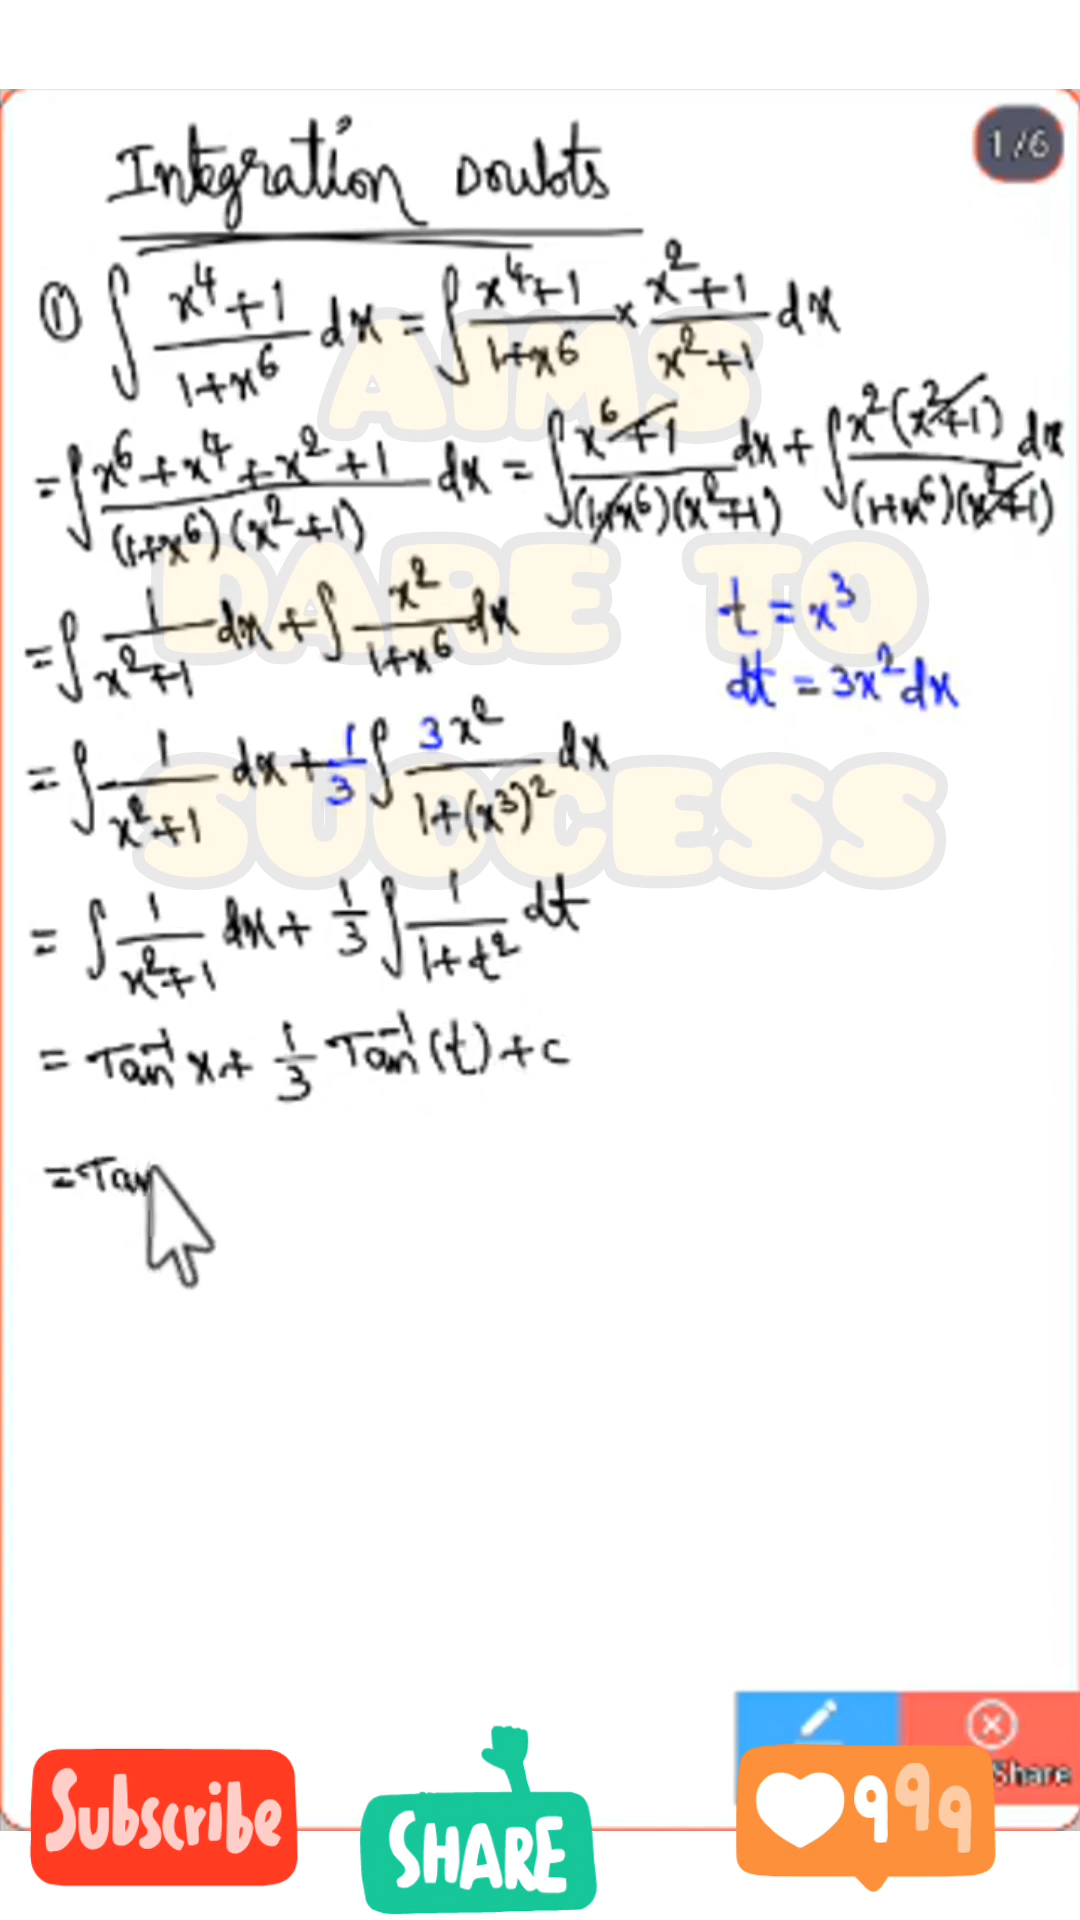 Integration Doubts
1/6
① ∫ (x⁴+1)/(1+x⁶) dx = ∫ (x⁴+1)/(1+x⁶) × (x²+1)/(x²+1) dx
= ∫ (x⁶+x⁴+x²+1)/((1+x⁶)(x²+1)) dx = ∫ (x⁶+1)/((1+x⁶)(x²+1)) dx + ∫ x²(x²+1)/((1+x⁶)(x²+1)) dx
= ∫ 1/(x²+1) dx + ∫ x²/(1+x⁶) dx
t = x³
dt = 3x² dx
= ∫ 1/(x²+1) dx + 1/3 ∫ 3x²/(1+(x³)²) dx
= ∫ 1/(x²+1) dx + 1/3 ∫ 1/(1+t²) dt
= Tan⁻¹ x + 1/3 Tan⁻¹ (t) + c
= Tan
AIMS
DARE TO
SUCCESS
Share
Subscribe
SHARE
999